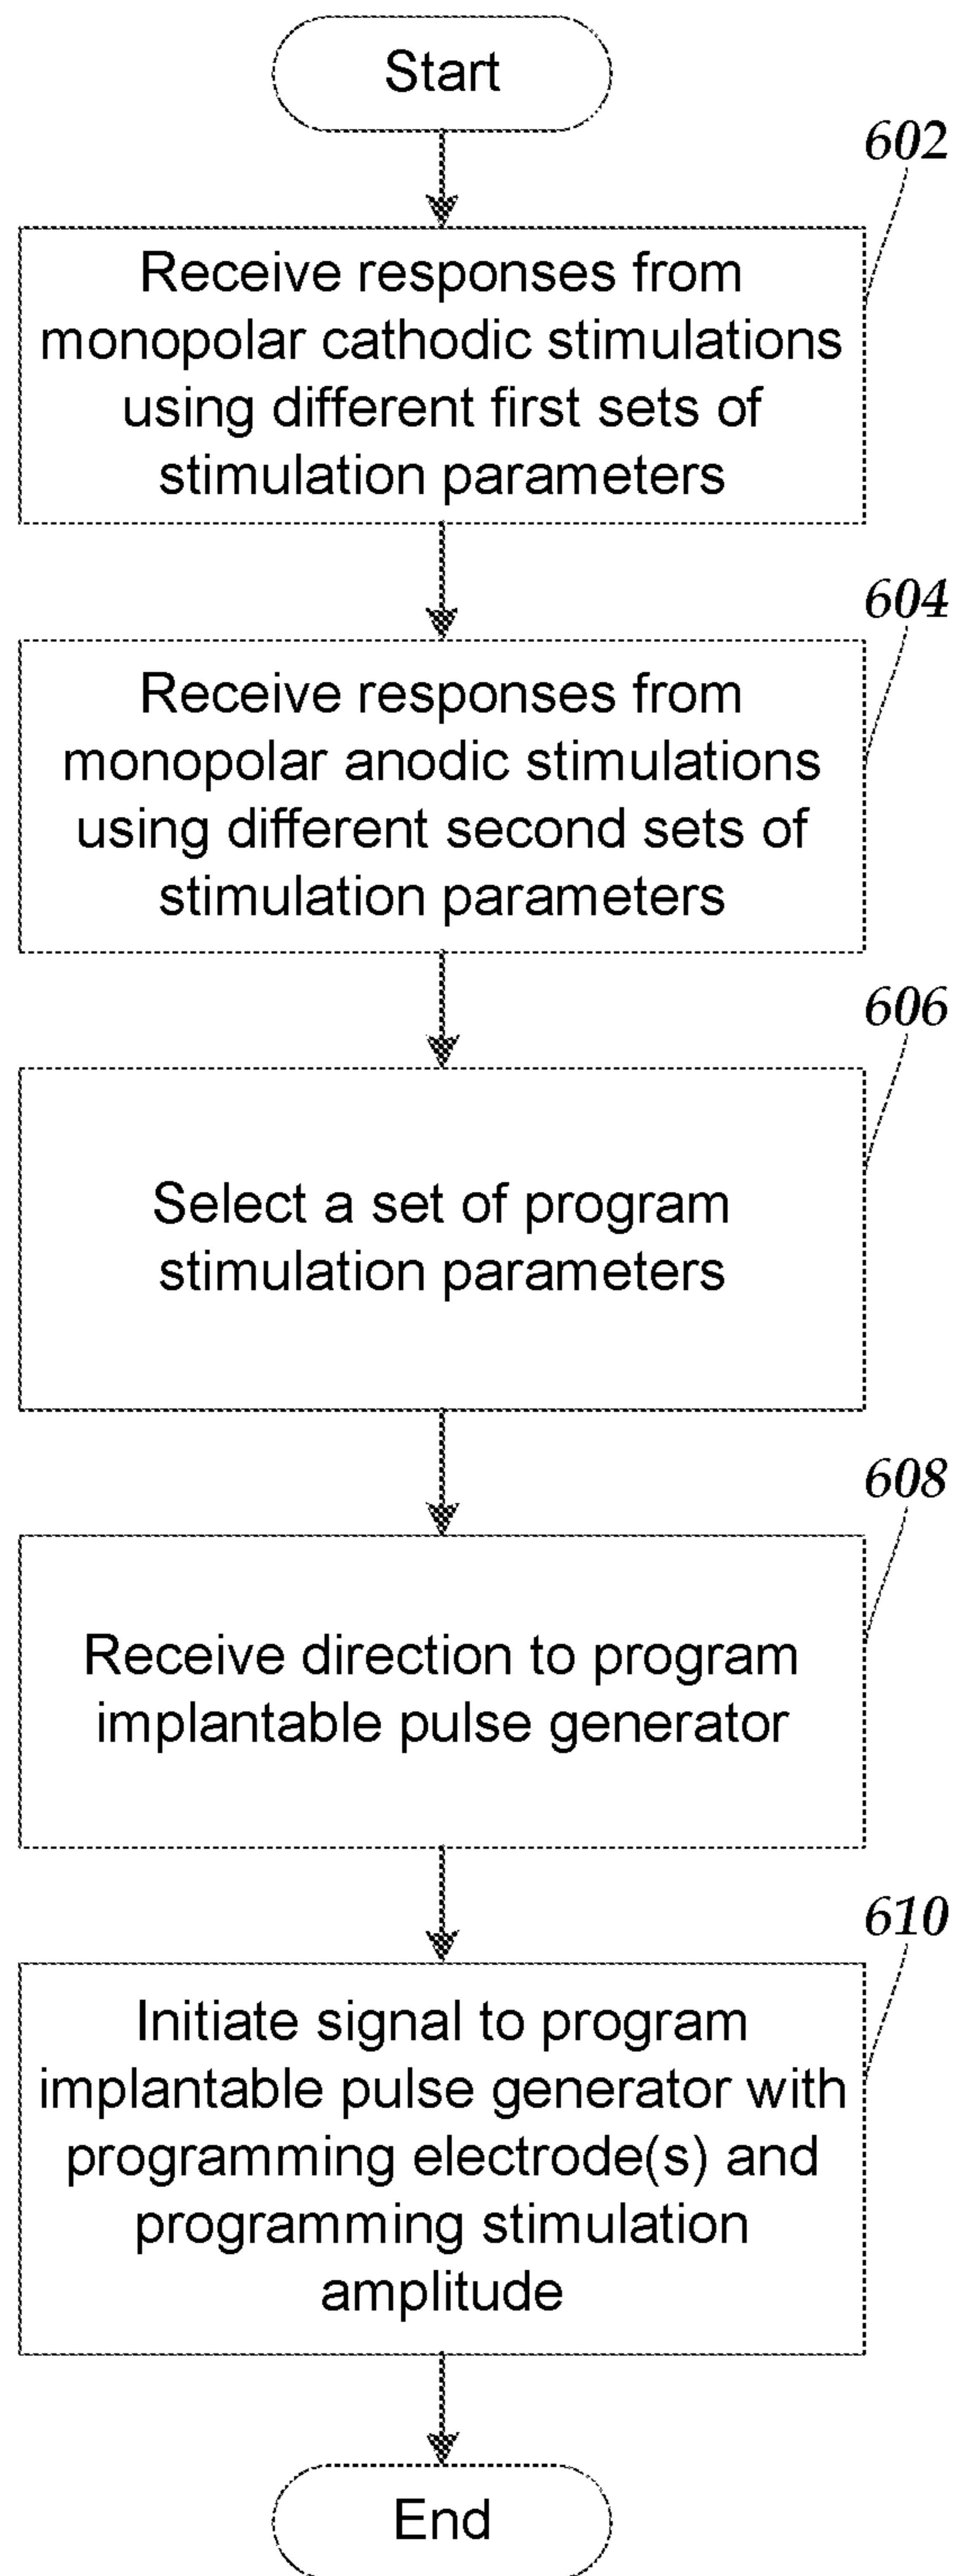 Start
602
Receive responses from
monopolar cathodic stimulations
using different first sets of
stimulation parameters
604
Receive responses from
monopolar anodic stimulations
using different second sets of
stimulation parameters
606
Select a set of program
stimulation parameters
608
Receive direction to program
implantable pulse generator
610
Initiate signal to program
implantable pulse generator with
programming electrode(s) and
programming stimulation
amplitude
End